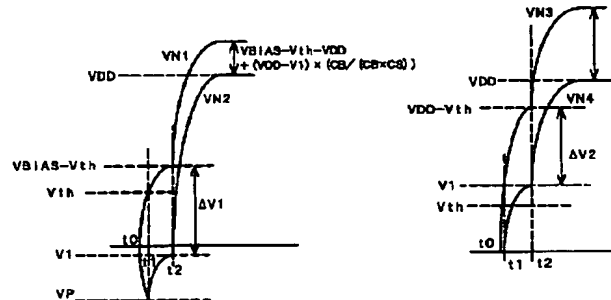 VN1
VBIAS-Vth-VDD
+(VDD-V1)×(CB/(CB×CS))
VDD
VN2
VBIAS-Vth
Vth
ΔV1
t0
V1
t1
t2
VP
VN3
VDD
VN4
VDD-Vth
ΔV2
V1
Vth
t0
t1
t2